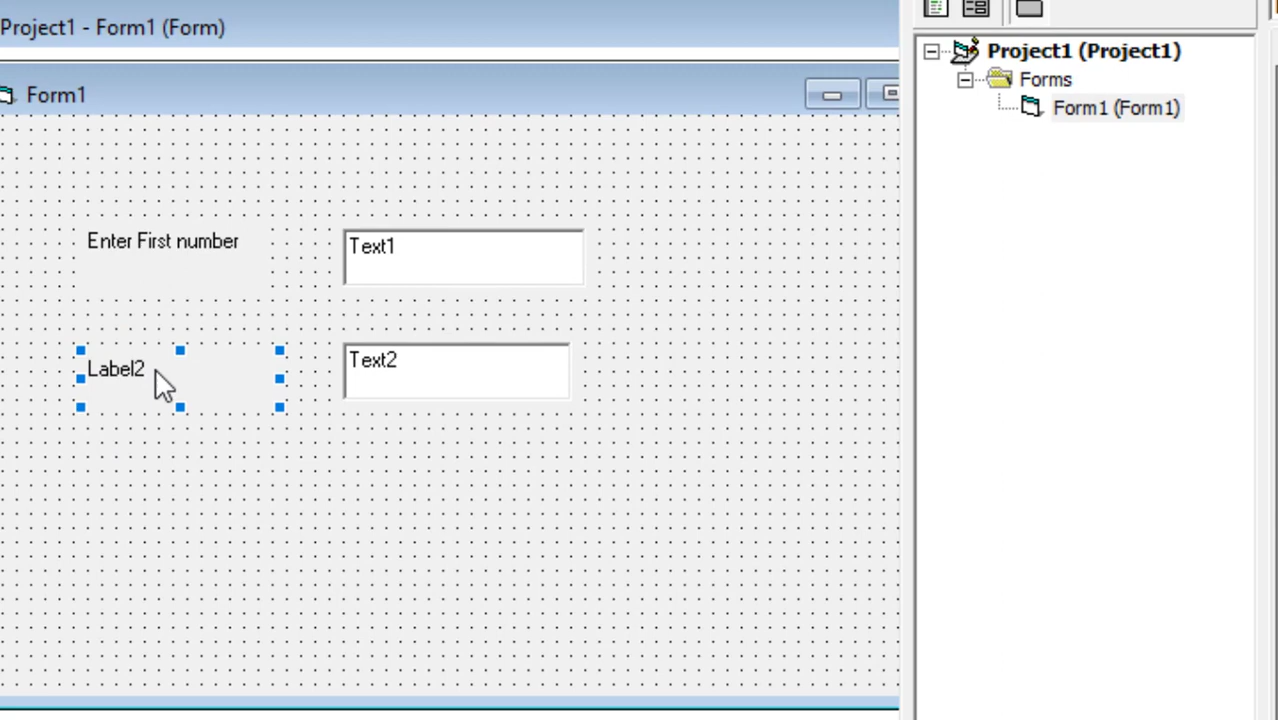 Project1 - Form1 (Form)
Form1
Enter First number
Text1
Label2
Text2
Project1 (Project1)
Forms
Form1 (Form1)